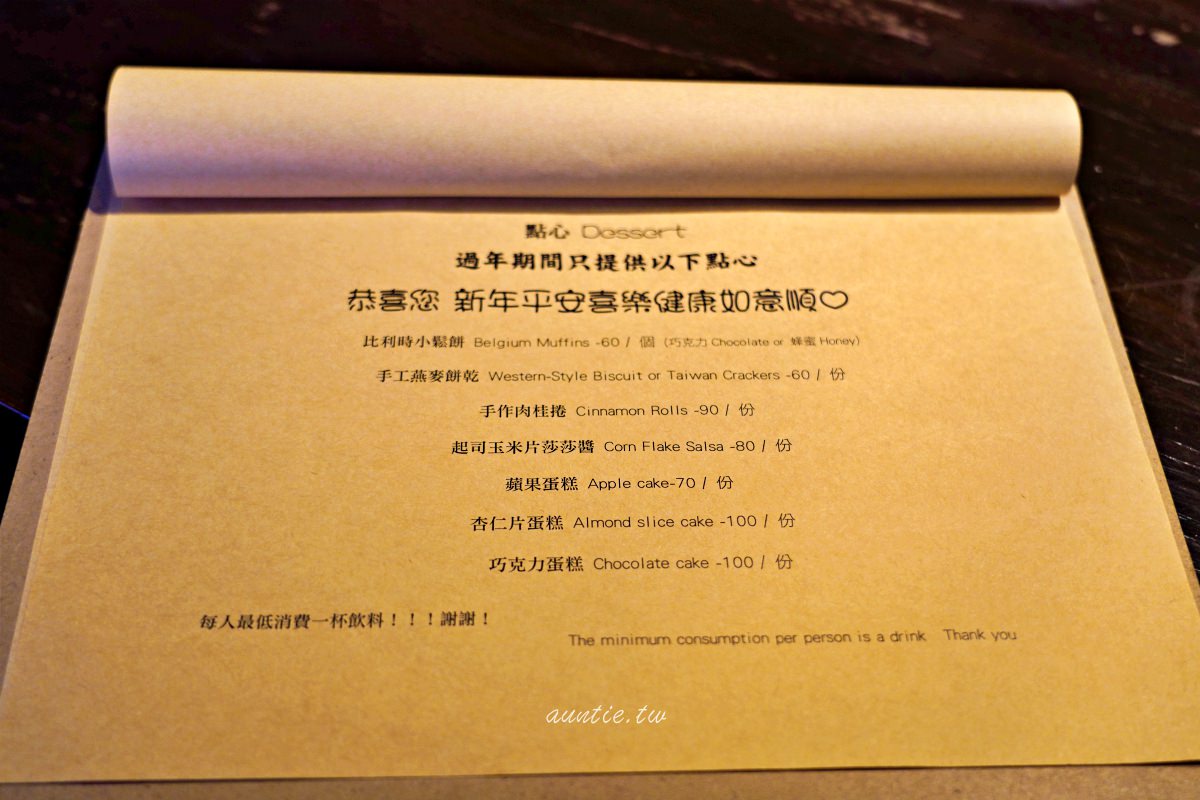 點心 Dessert
過年期間只提供以下點心
恭喜您 新年平安喜樂健康如意順♡
比利時小鬆餅 Belgium Muffins -60 / 個 (巧克力 Chocolate or 蜂蜜 Honey)
手工燕麥餅乾 Western-Style Biscuit or Taiwan Crackers -60 / 份
手作肉桂捲 Cinnamon Rolls -90 / 份
起司玉米片莎莎醬 Corn Flake Salsa -80 / 份
蘋果蛋糕 Apple cake-70 / 份
杏仁片蛋糕 Almond slice cake -100 / 份
巧克力蛋糕 Chocolate cake -100 / 份
每人最低消費一杯飲料！！！謝謝！
The minimum consumption per person is a drink Thank you
auntie.tw